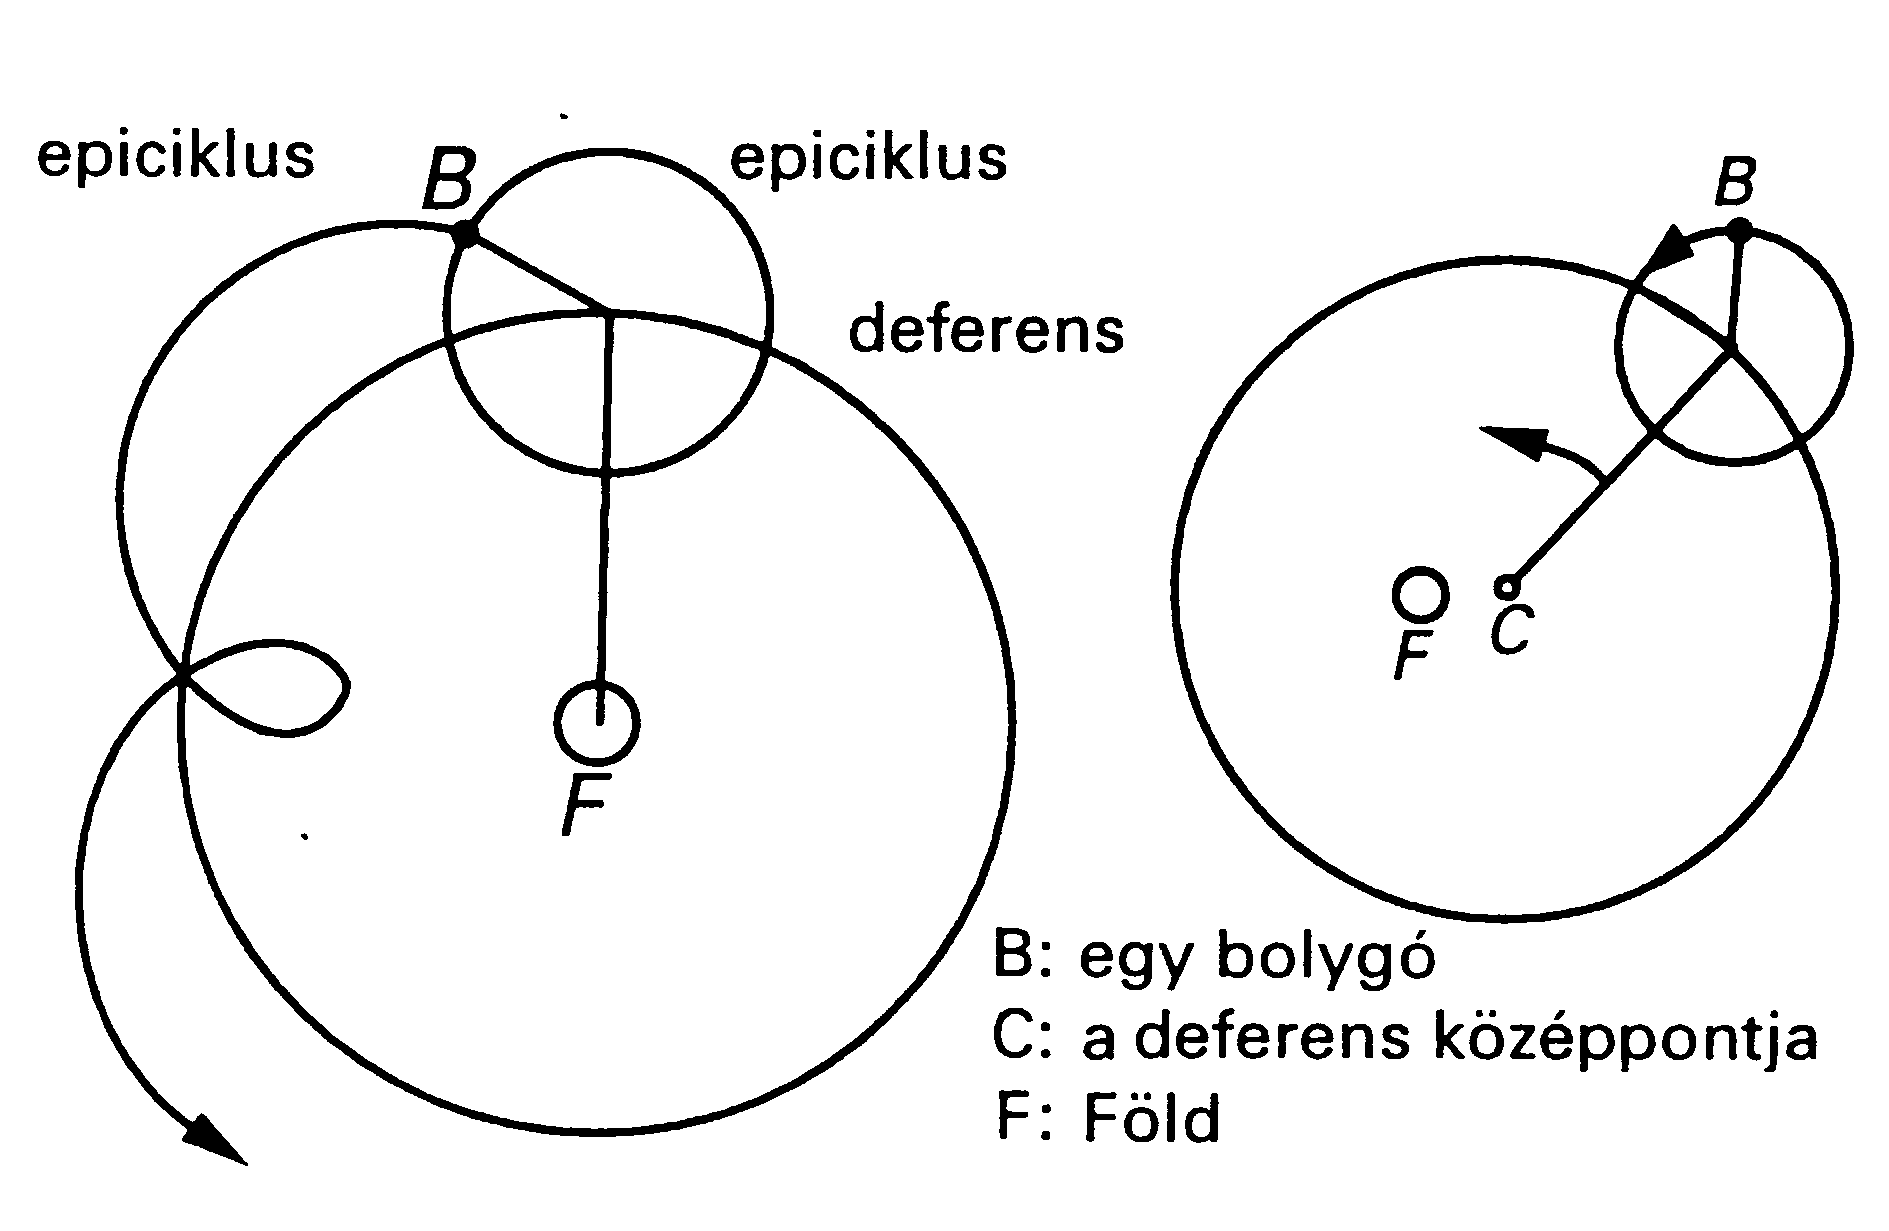 epiciklus
B
epiciklus
B
deferens
F
C
F
B: egy bolygó
C: a deferens középpontja
F: Föld